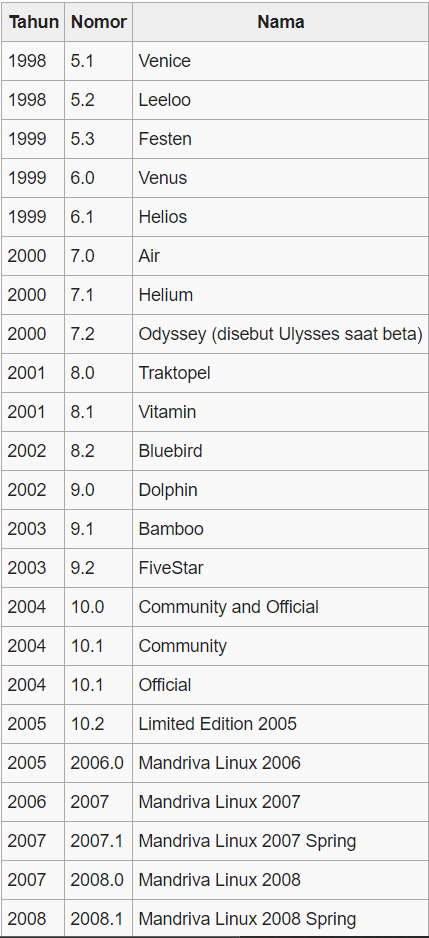 Tahun Nomor Nama
1998 5.1 Venice
1998 5.2 Leeloo
1999 5.3 Festen
1999 6.0 Venus
1999 6.1 Helios
2000 7.0 Air
2000 7.1 Helium
2000 7.2 Odyssey (disebut Ulysses saat beta)
2001 8.0 Traktopel
2001 8.1 Vitamin
2002 8.2 Bluebird
2002 9.0 Dolphin
2003 9.1 Bamboo
2003 9.2 FiveStar
2004 10.0 Community and Official
2004 10.1 Community
2004 10.1 Official
2005 10.2 Limited Edition 2005
2005 2006.0 Mandriva Linux 2006
2006 2007 Mandriva Linux 2007
2007 2007.1 Mandriva Linux 2007 Spring
2007 2008.0 Mandriva Linux 2008
2008 2008.1 Mandriva Linux 2008 Spring